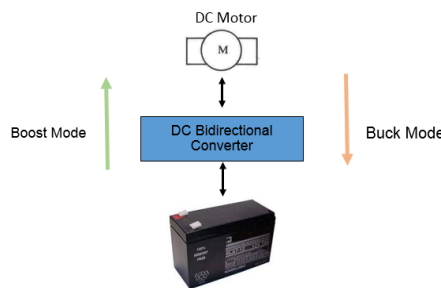 DC Motor
M
Boost Mode
DC Bidirectional
Converter
Buck Mode